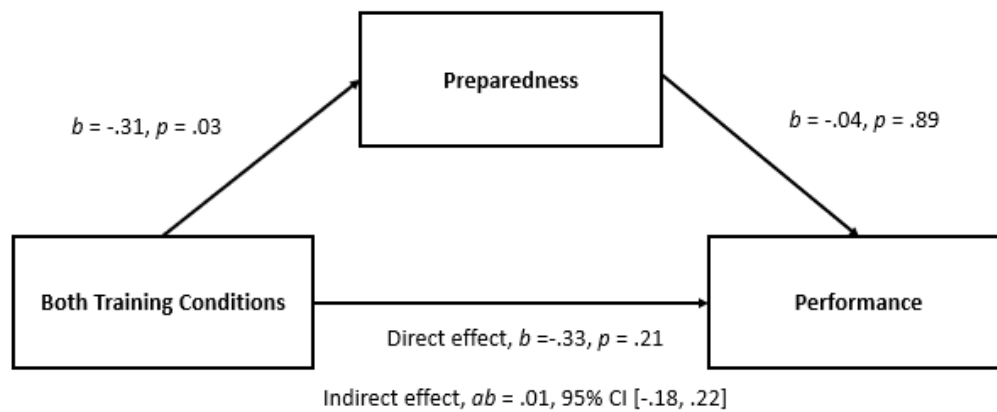 Preparedness
b = -.31, p = .03
b = -.04, p = .89
Both Training Conditions
Performance
Direct effect, b =-.33, p = .21
Indirect effect, ab = .01, 95% CI [-.18, .22]